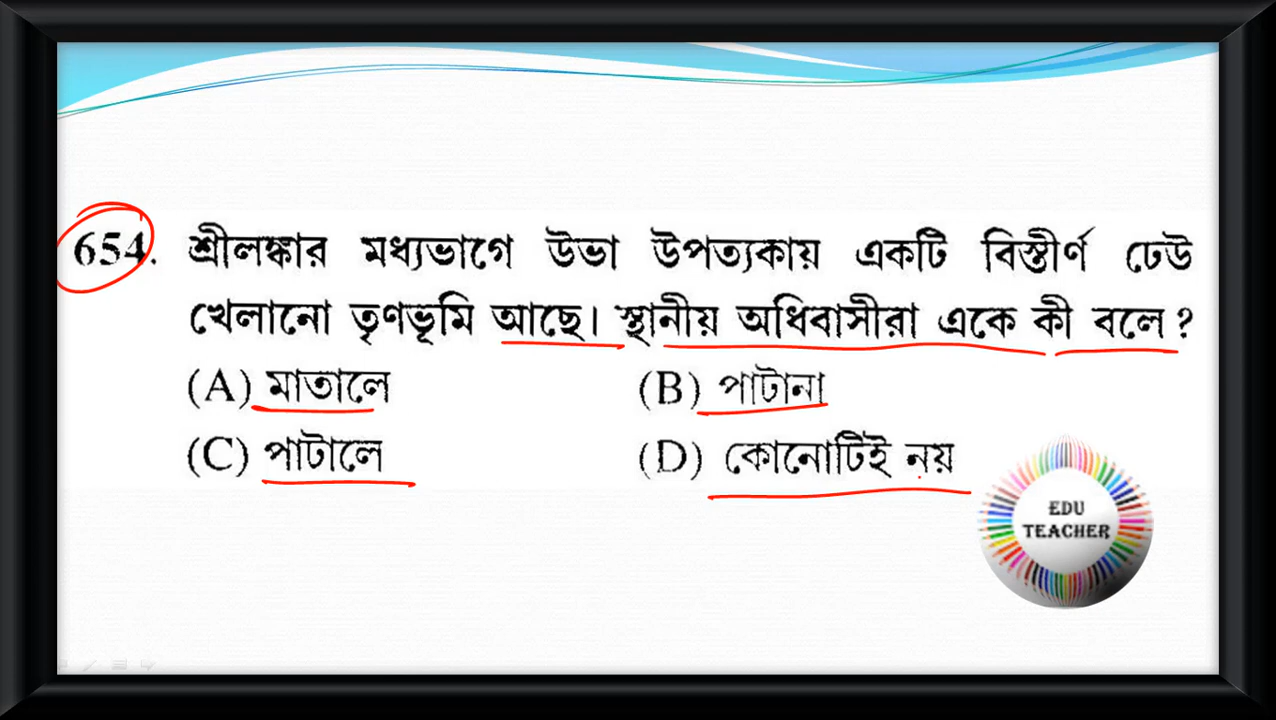 654. শ্রীলঙ্কার মধ্যভাগে উভা উপত্যকায় একটি বিস্তীর্ণ ঢেউ
খেলানো তৃণভূমি আছে। স্থানীয় অধিবাসীরা একে কী বলে?
(A) মাতালে (B) পাটানা
(C) পাটালে (D) কোনোটিই নয়
EDU
TEACHER